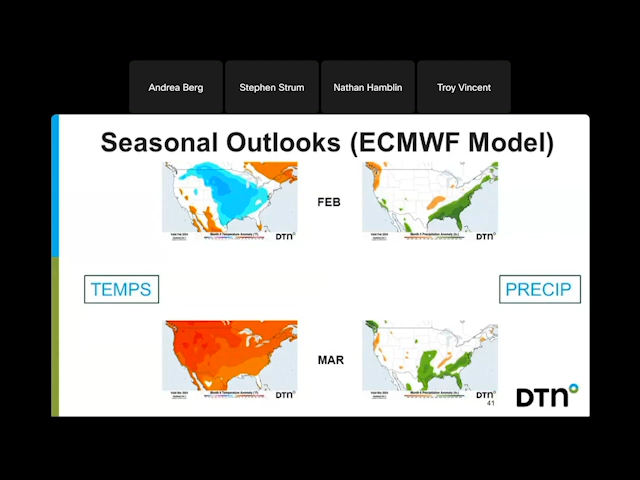 Andrea Berg
Stephen Strum
Nathan Hamblin
Troy Vincent
Seasonal Outlooks (ECMWF Model)
FEB
DTN
DTN
TEMPS
PRECIP
MAR
DTN
DTN
41
DTN